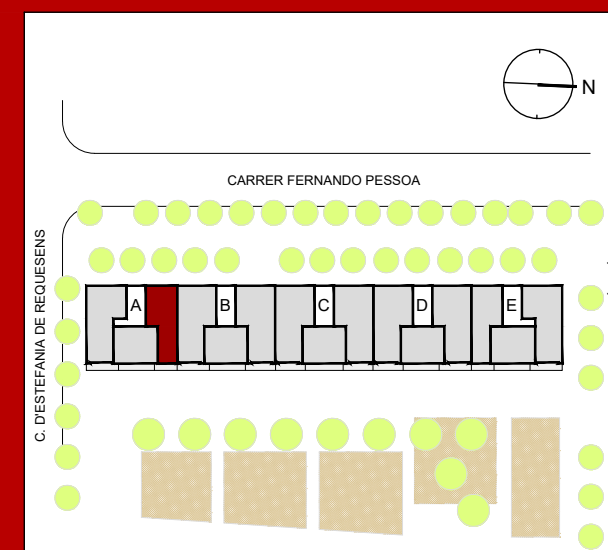 N
CARRER FERNANDO PESSOA
C. D'ESTEFANIA DE REQUESENS
A
B
C
D
E